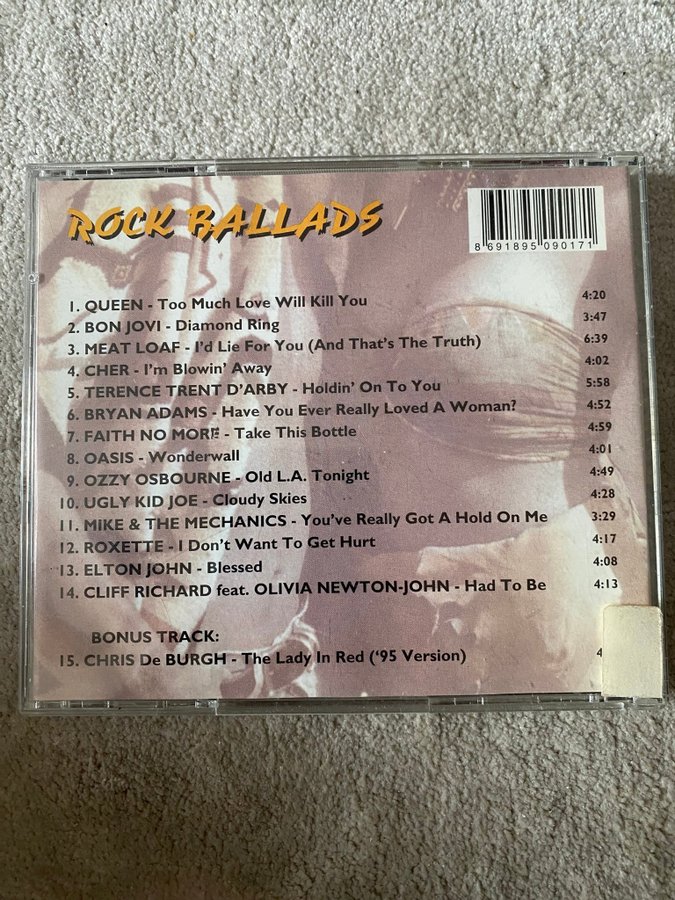 ROCK BALLADS
8 691895 090171
1. QUEEN - Too Much Love Will Kill You 4:20
2. BON JOVI - Diamond Ring 3:47
3. MEAT LOAF - I'd Lie For You (And That's The Truth) 6:39
4. CHER - I'm Blowin' Away 4:02
5. TERENCE TRENT D'ARBY - Holdin' On To You 5:58
6. BRYAN ADAMS - Have You Ever Really Loved A Woman? 4:52
7. FAITH NO MORE - Take This Bottle 4:59
8. OASIS - Wonderwall 4:01
9. OZZY OSBOURNE - Old L.A. Tonight 4:49
10. UGLY KID JOE - Cloudy Skies 4:28
11. MIKE & THE MECHANICS - You've Really Got A Hold On Me 3:29
12. ROXETTE - I Don't Want To Get Hurt 4:17
13. ELTON JOHN - Blessed 4:08
14. CLIFF RICHARD feat. OLIVIA NEWTON-JOHN - Had To Be 4:13
BONUS TRACK:
15. CHRIS De BURGH - The Lady In Red ('95 Version)